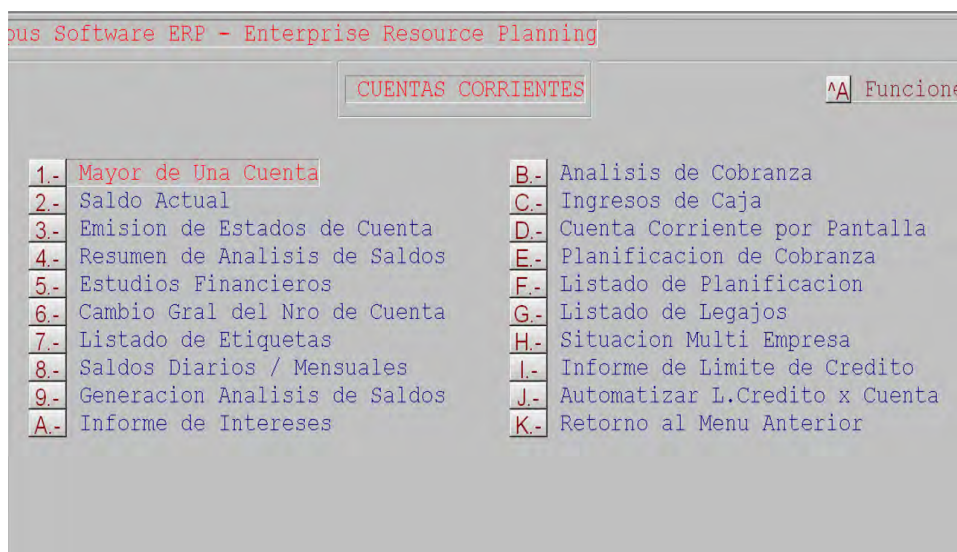 Software ERP - Enterprise Resource Planning
CUENTAS CORRIENTES
^A
1.- Mayor de Una Cuenta
2.- Saldo Actual
3.- Emision de Estados de Cuenta
4.- Resumen de Analisis de Saldos
5.- Estudios Financieros
6.- Cambio Gral del Nro de Cuenta
7.- Listado de Etiquetas
8.- Saldos Diarios / Mensuales
9.- Generacion Analisis de Saldos
A.- Informe de Intereses
B.- Analisis de Cobranza
C.- Ingresos de Caja
D.- Cuenta Corriente por Pantalla
E.- Planificacion de Cobranza
F.- Listado de Planificacion
G.- Listado de Legajos
H.- Situacion Multi Empresa
I.- Informe de Limite de Credito
J.- Automatizar L.Credito x Cuenta
K.- Retorno al Menu Anterior